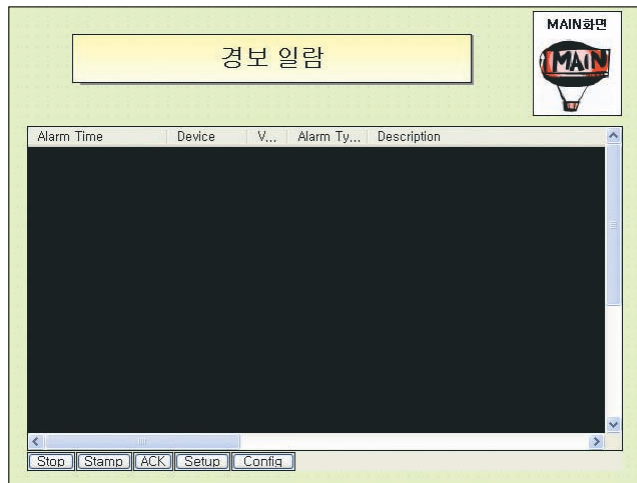 MAIN화면
경보 일람
MAIN
Alarm Time Device V... Alarm Ty... Description
Stop Stamp ACK Setup Config